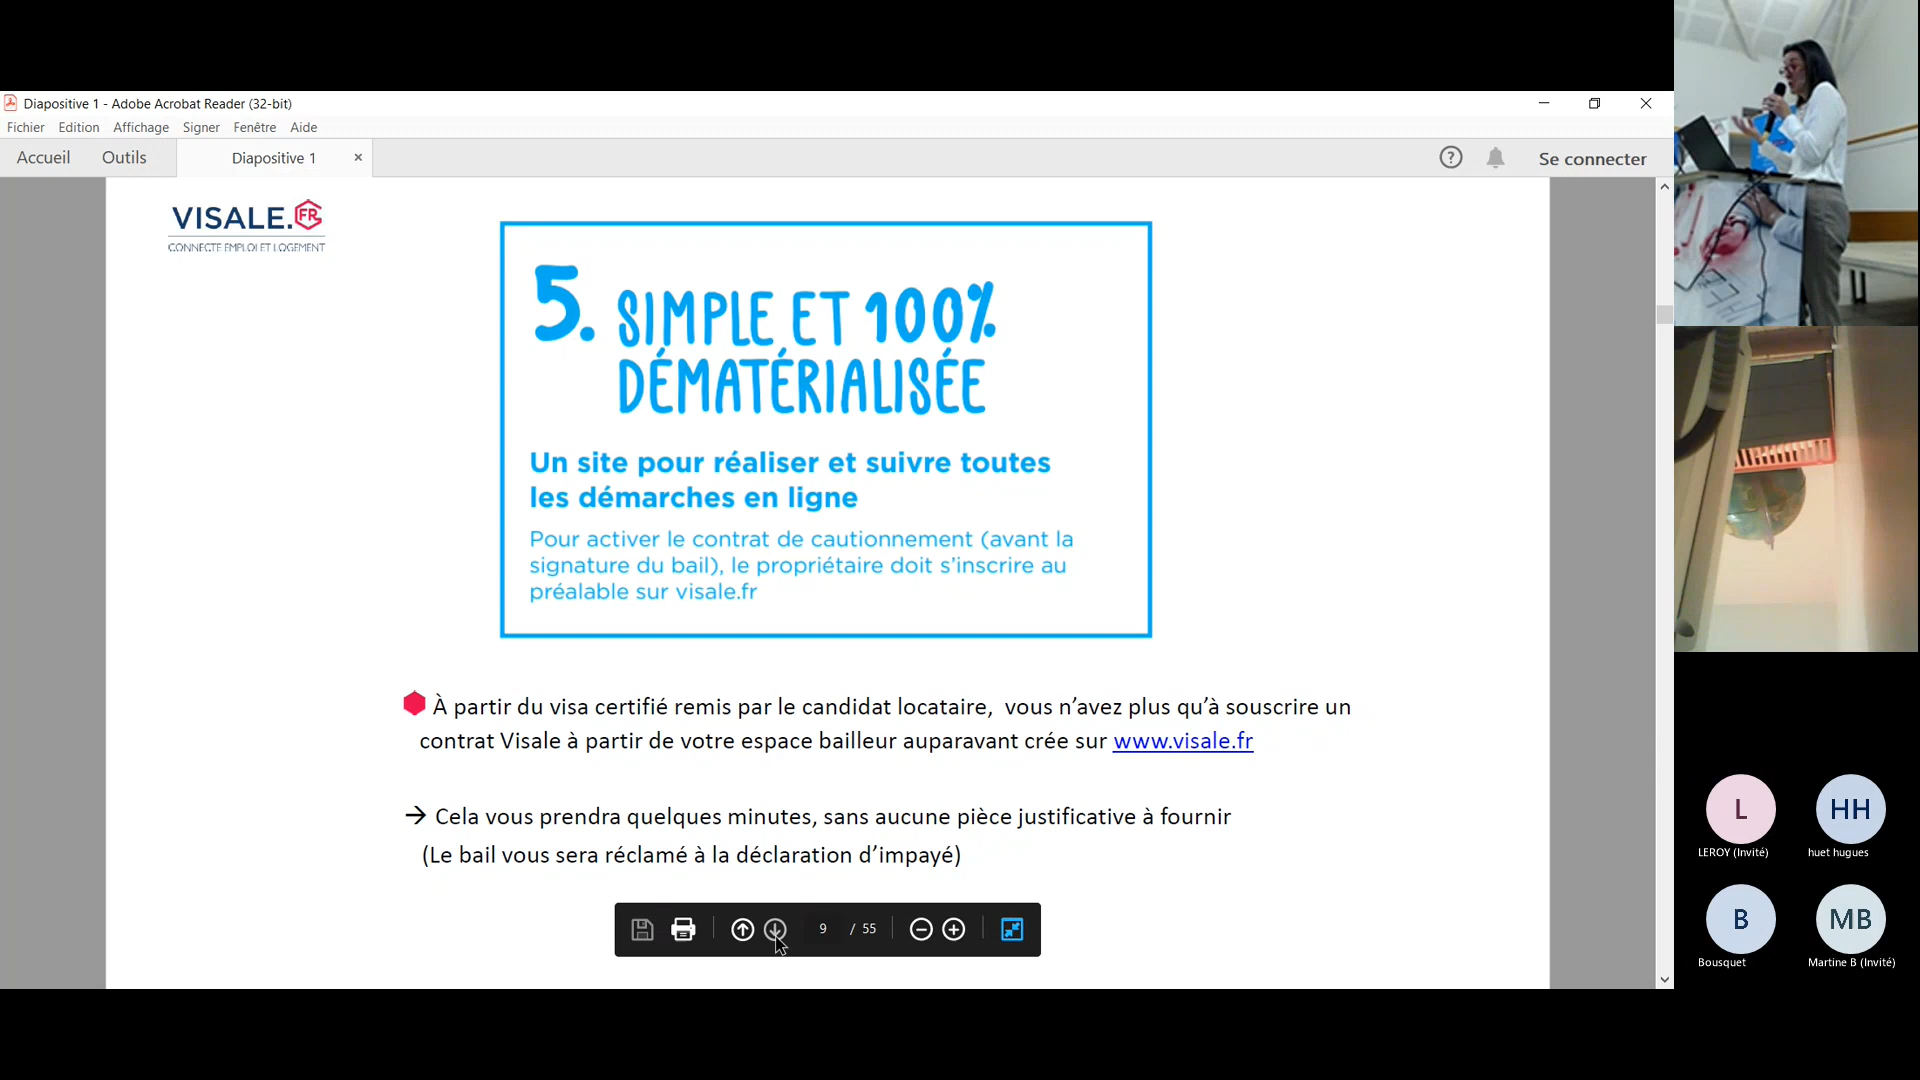 Diapositive 1 - Adobe Acrobat Reader (32-bit)
Fichier Edition Affichage Signer Fenêtre Aide
Accueil Outils Diapositive 1 Se connecter
VISALE.FR
CONNECTE EMPLOI ET LOGEMENT
5. SIMPLE ET 100%
DÉMATÉRIALISÉE
Un site pour réaliser et suivre toutes
les démarches en ligne
Pour activer le contrat de cautionnement (avant la
signature du bail), le propriétaire doit s’inscrire au
préalable sur visale.fr
À partir du visa certifié remis par le candidat locataire, vous n’avez plus qu’à souscrire un
contrat Visale à partir de votre espace bailleur auparavant crée sur www.visale.fr
→ Cela vous prendra quelques minutes, sans aucune pièce justificative à fournir
(Le bail vous sera réclamé à la déclaration d’impayé)
9 / 55
L HH
LEROY (Invité) huet hugues
B MB
Bousquet Martine B (Invité)